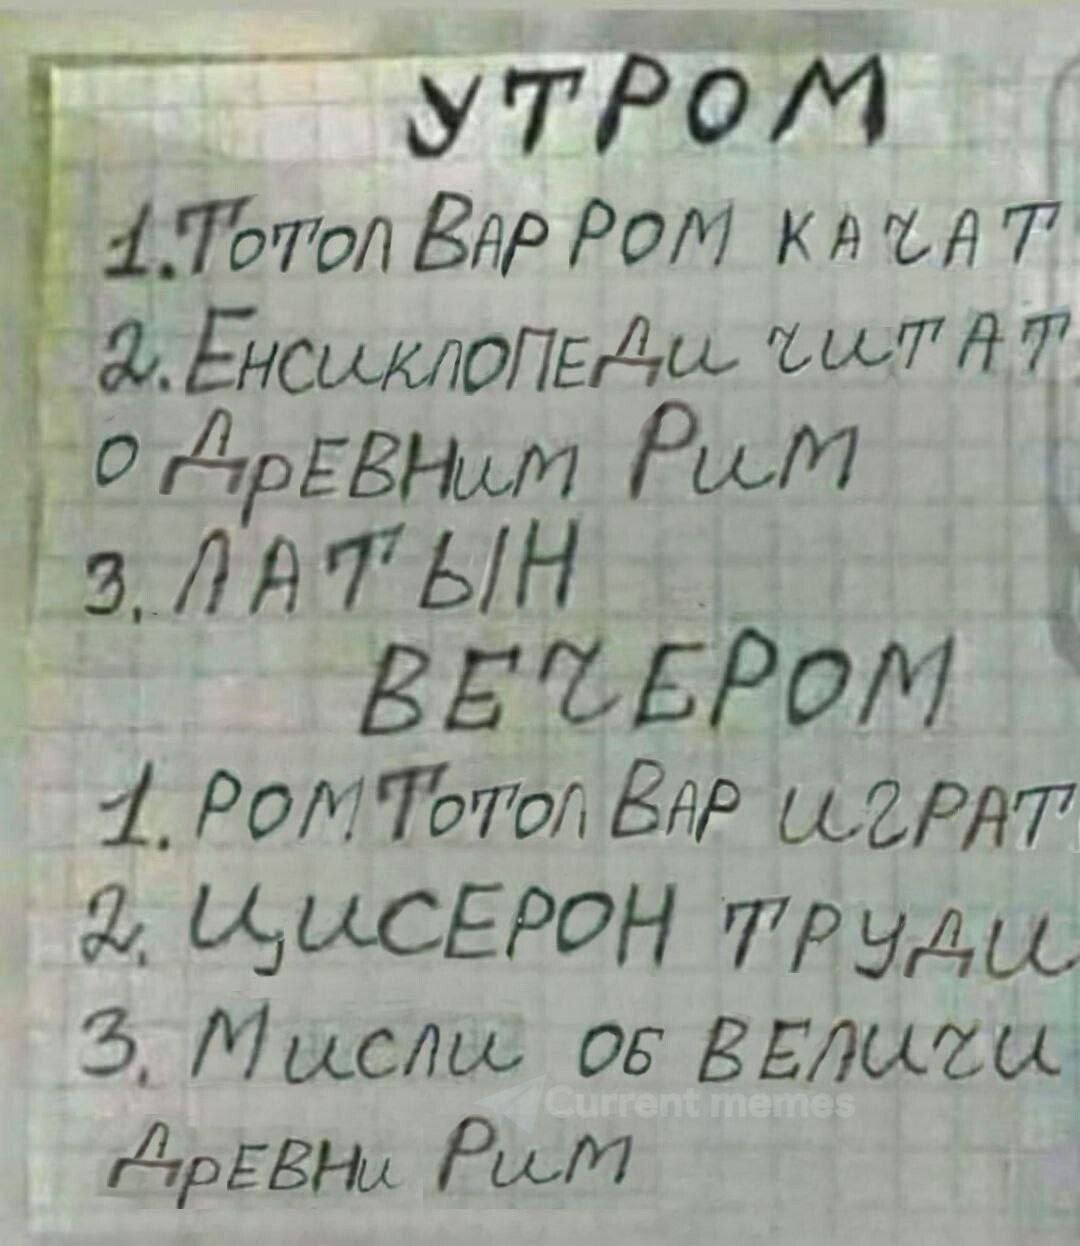 УТРОМ
1. Тотол Вар Ром качат
2. Енсиклопеди читат
о Древним Рим
3. Латын
ВЕЧЕРОМ
1. Ром Тотол Вар играт
2. Цисерон труди
3. Мисли об величи
Current memes
Древни Рим